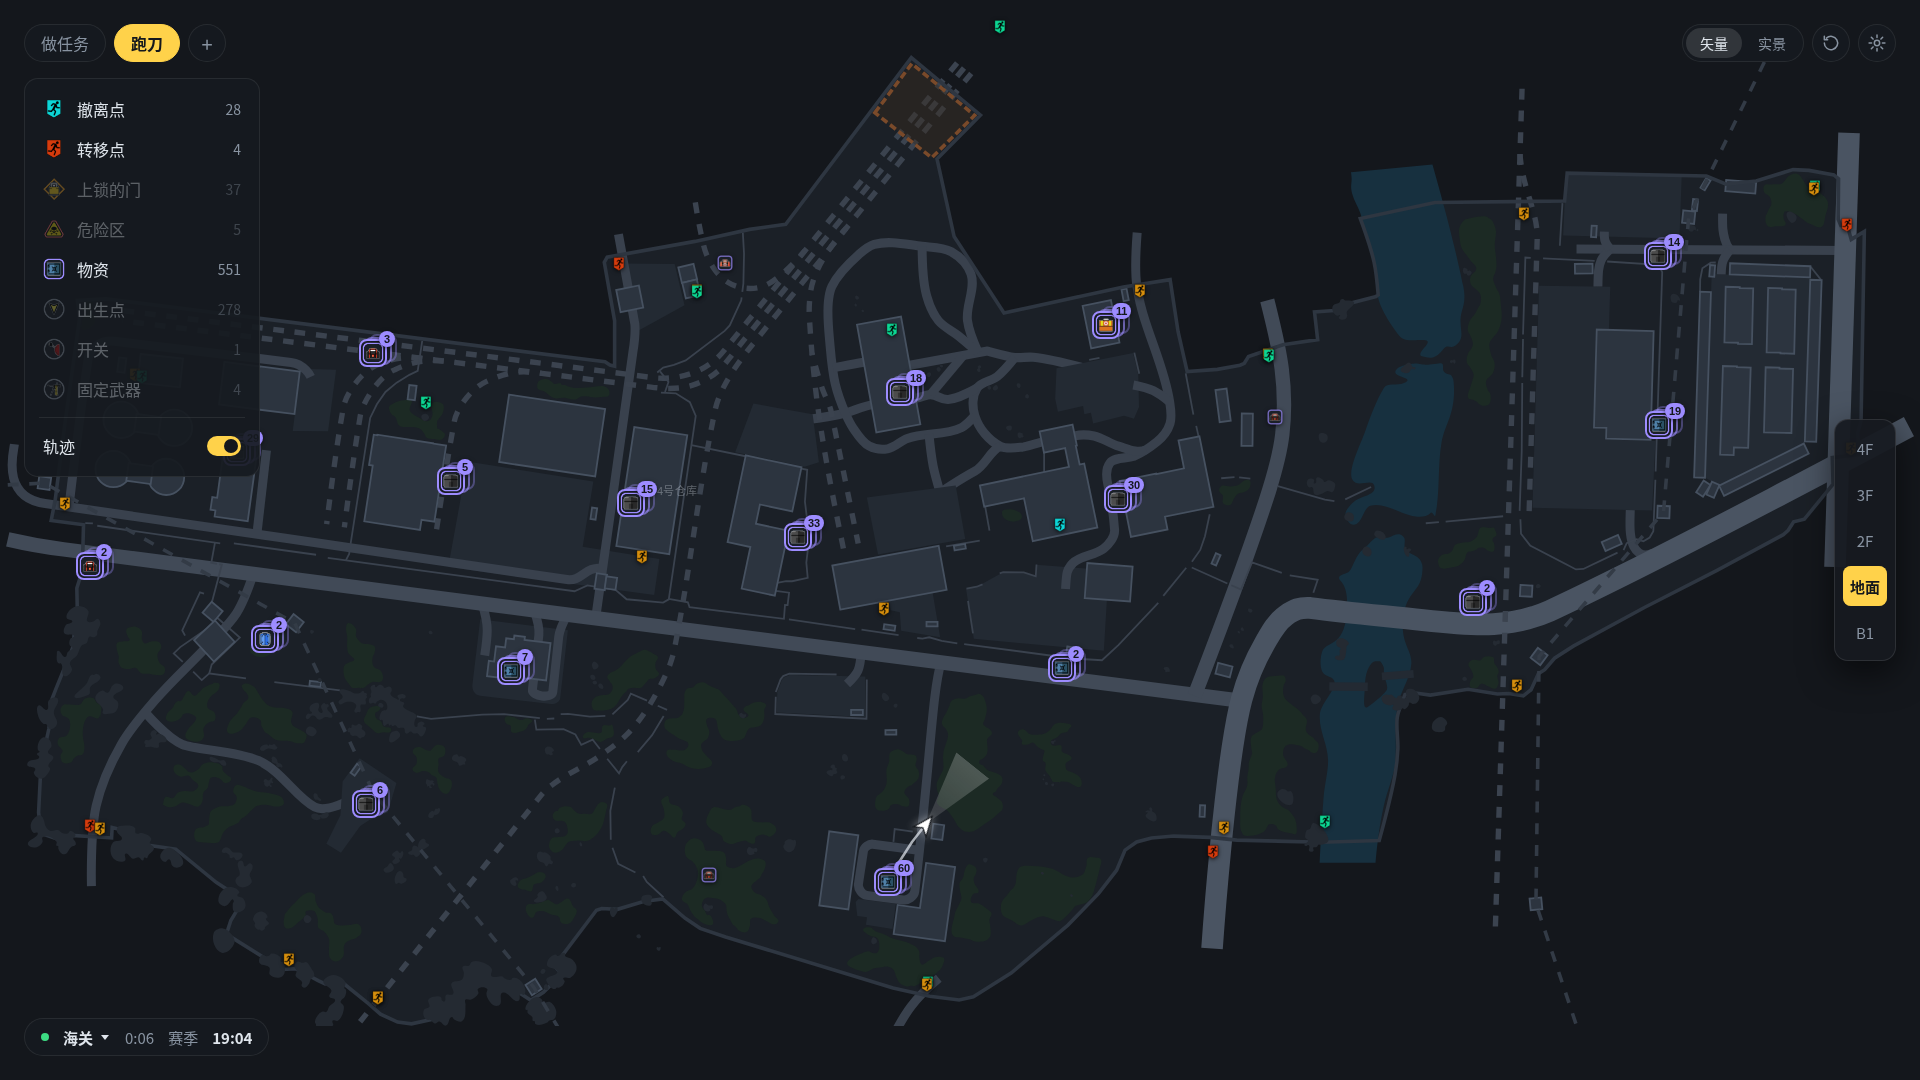 做任务
跑刀
+
矢量
实景
撤离点 28
转移点 4
上锁的门 37
危险区 5
物资 551
出生点 278
开关 1
固定武器 4
轨迹
14
11
3
18
19
5
15
4号仓库
30
33
2
2
2
7
2
6
60
4F
3F
2F
地面
B1
海关 0:06 赛季 19:04